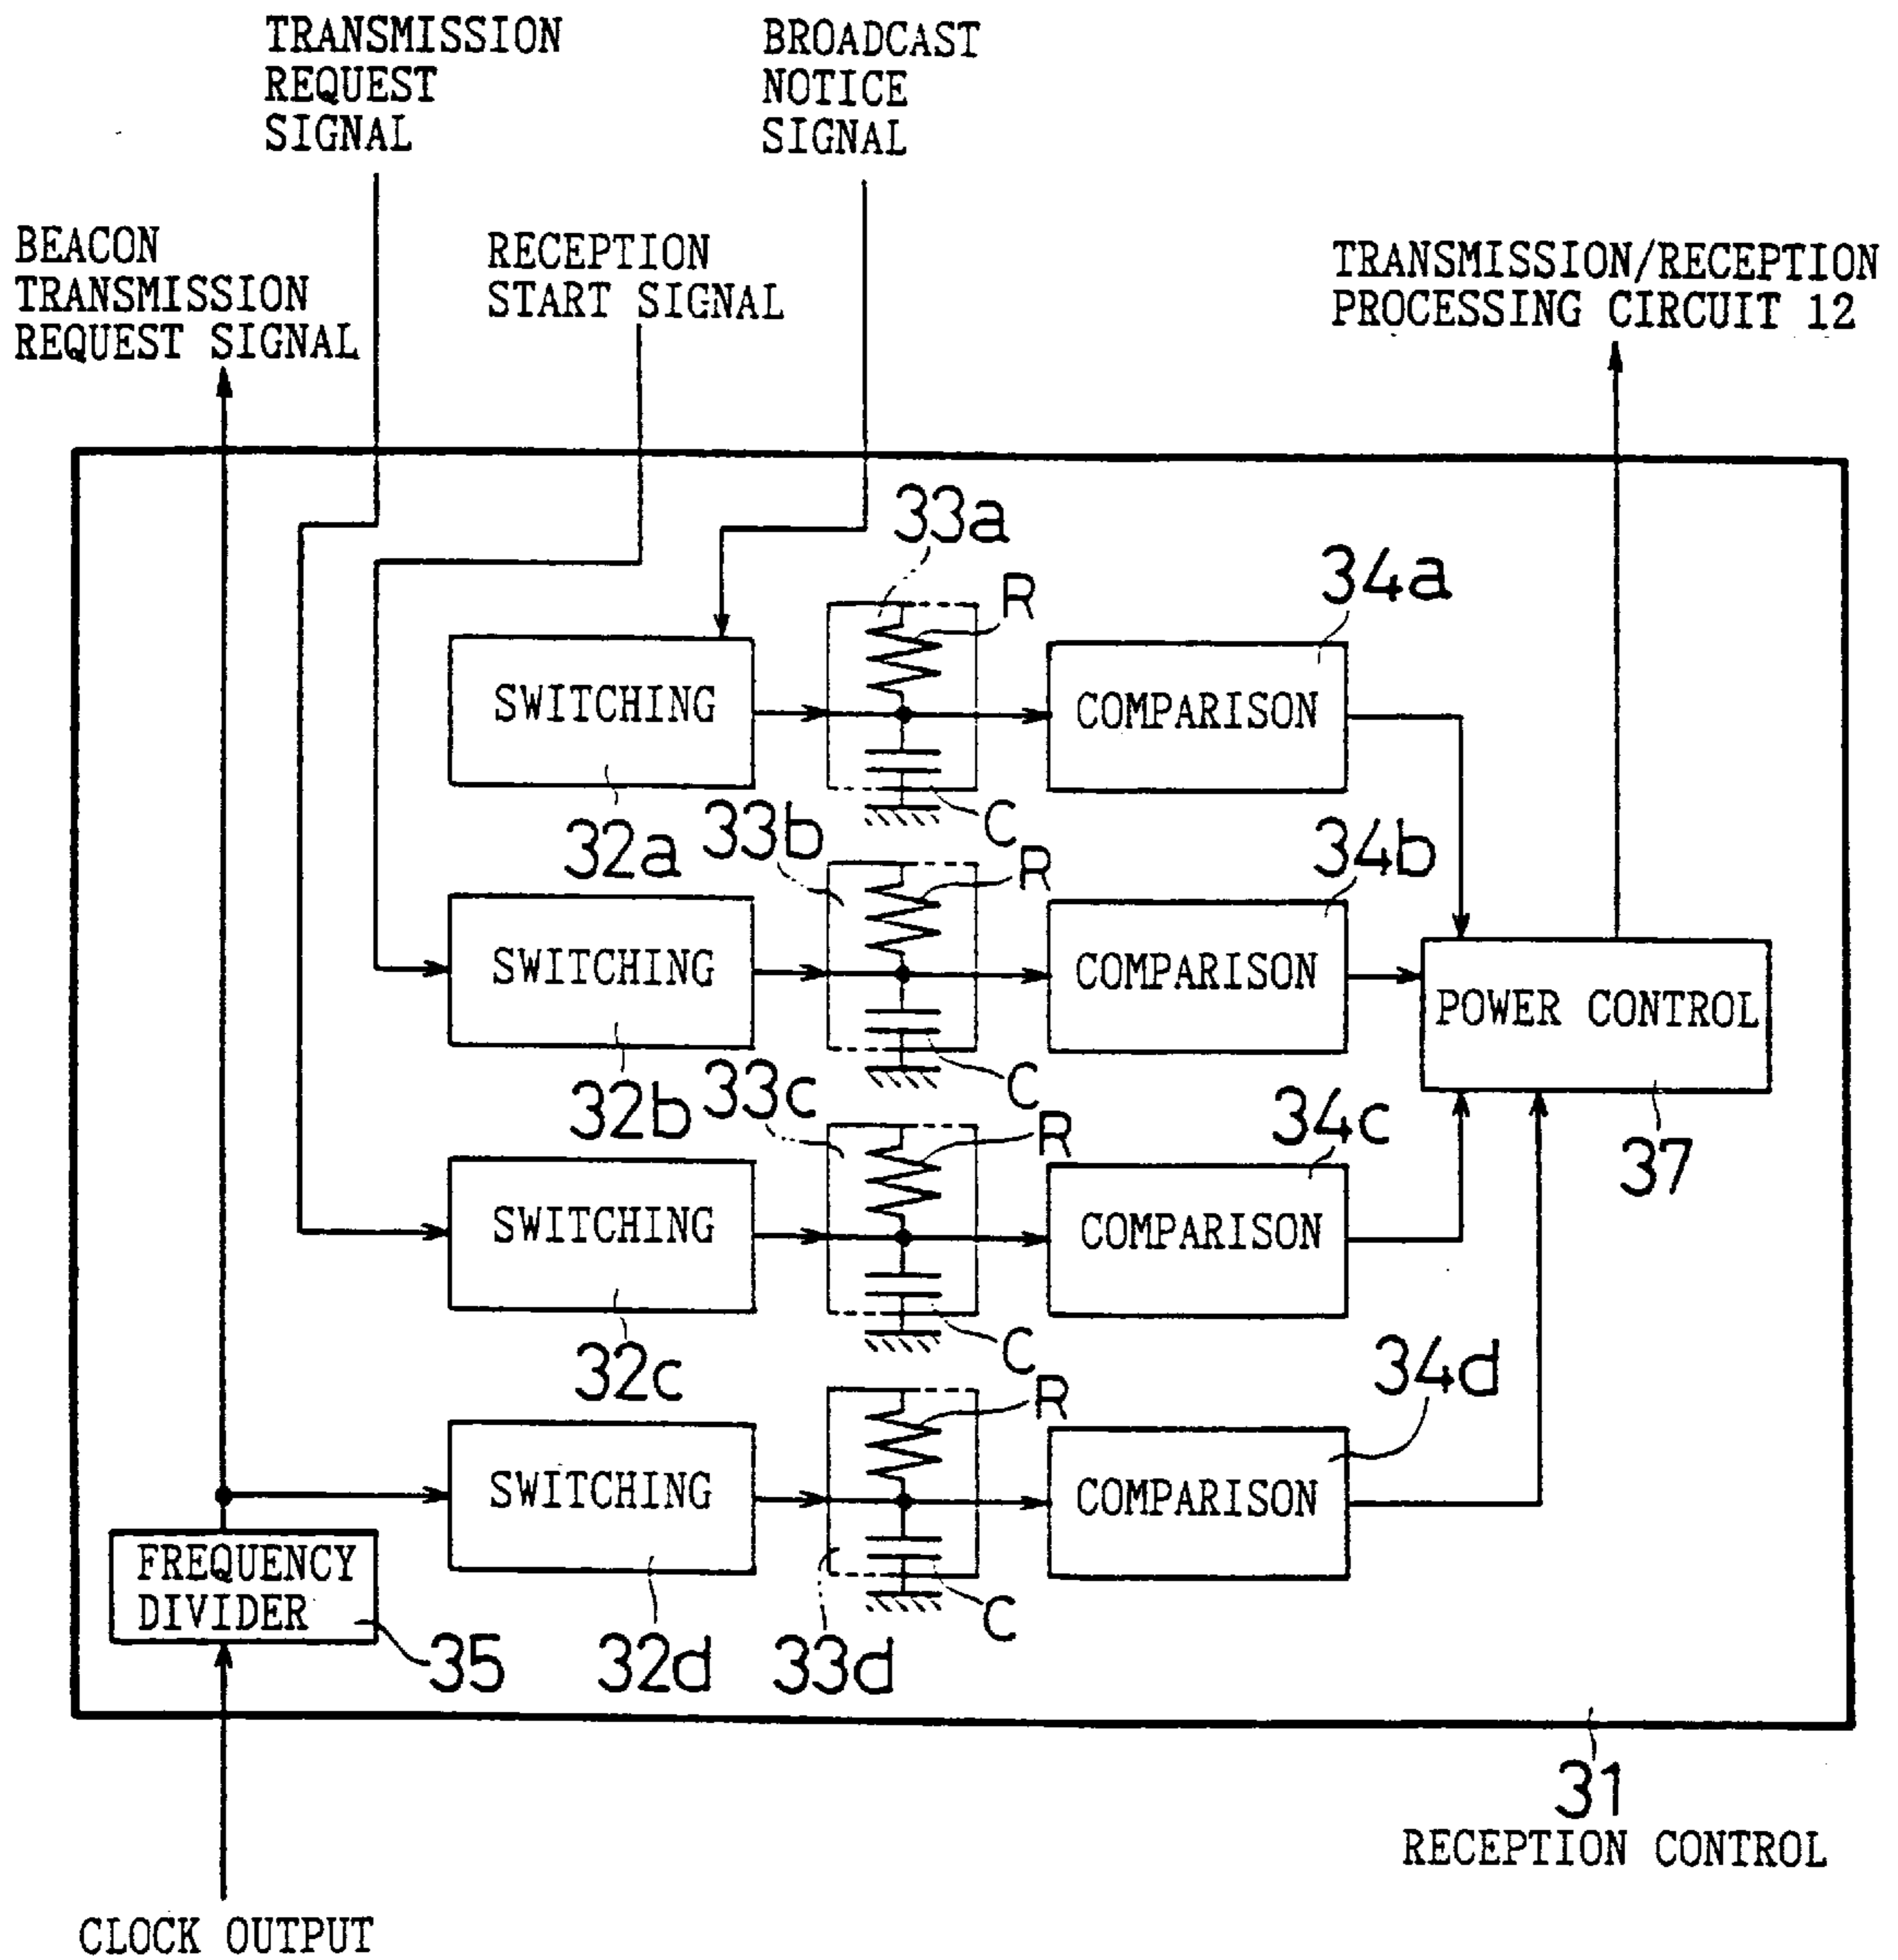 TRANSMISSION
REQUEST
SIGNAL
BROADCAST
NOTICE
SIGNAL
BEACON
TRANSMISSION
REQUEST SIGNAL
RECEPTION
START SIGNAL
TRANSMISSION/RECEPTION
PROCESSING CIRCUIT 12
33a
R
34a
SWITCHING
COMPARISON
C
32a
33b
R
34b
SWITCHING
COMPARISON
POWER CONTROL
C
32b
33c
R
34c
37
SWITCHING
COMPARISON
C
32c
R
34d
SWITCHING
COMPARISON
FREQUENCY
DIVIDER
C
35
32d
33d
31
RECEPTION CONTROL
CLOCK OUTPUT